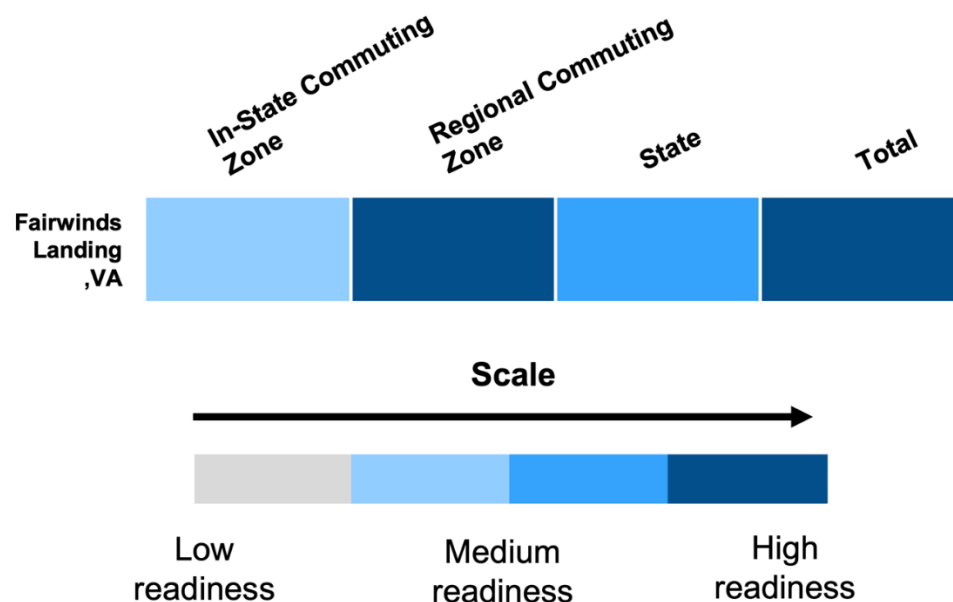 In-State Commuting
Zone
Regional Commuting
Zone
State
Total
Fairwinds
Landing
,VA
Scale
Low
readiness
Medium
readiness
High
readiness